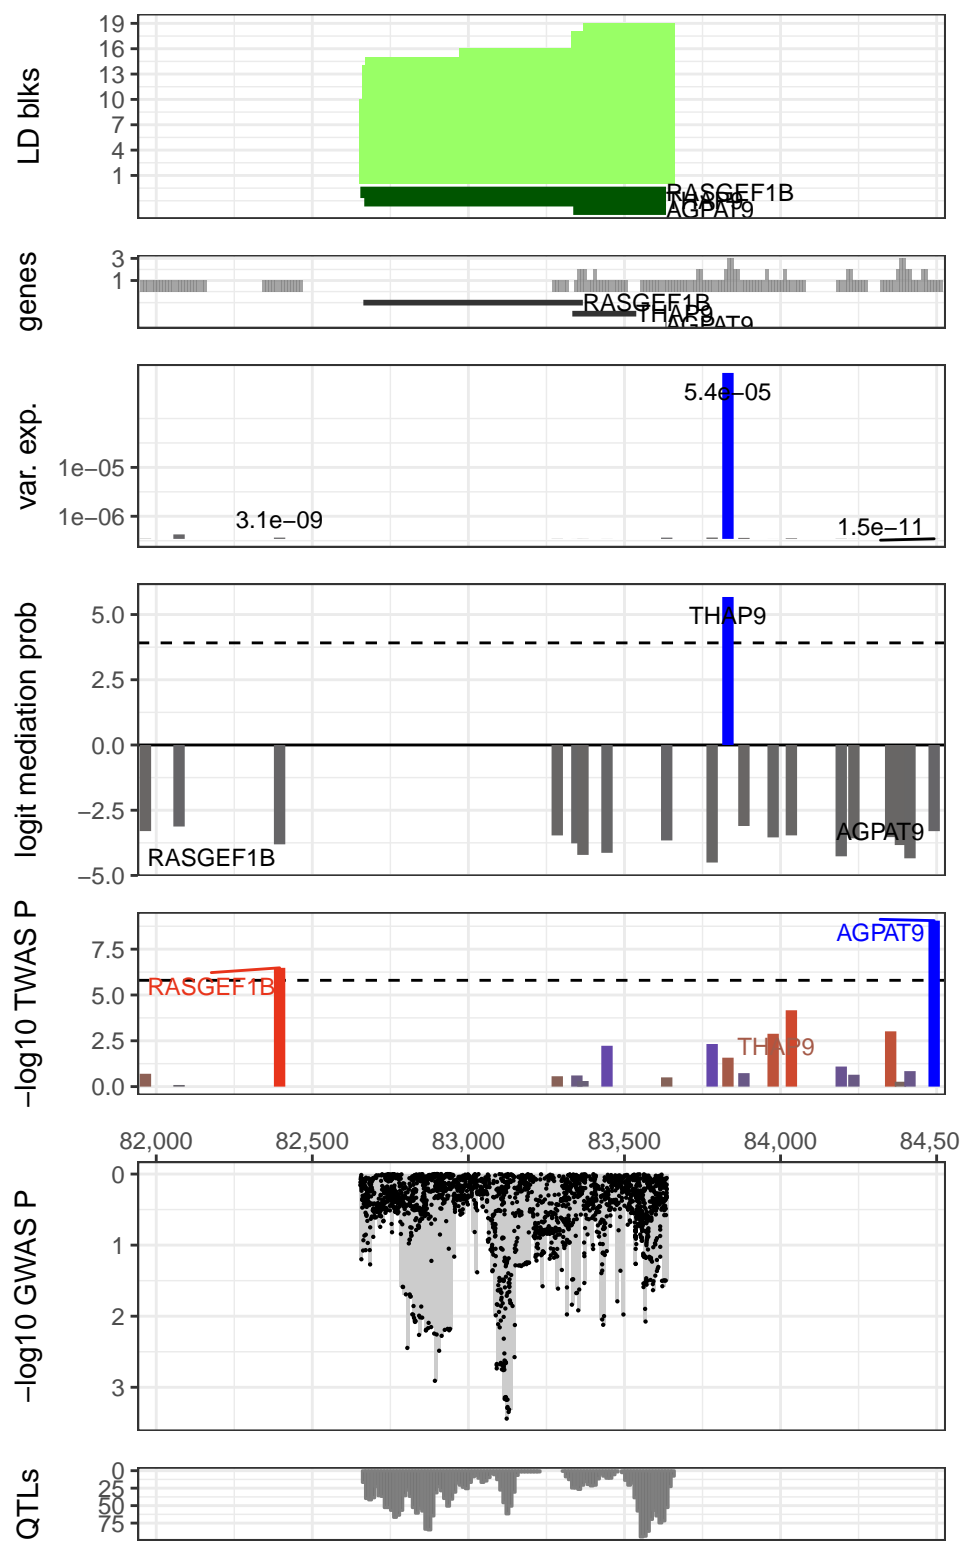 LD blks
19
16
13
10
7
4
1
RASGEF1B
THAP9
AGPAT9
genes
3
1
RASGEF1B
THAP9
AGPAT9
var. exp.
1e−05
1e−06
5.4e−05
3.1e−09
1.5e−11
logit mediation prob
5.0
2.5
0.0
−2.5
−5.0
THAP9
AGPAT9
RASGEF1B
−log10 TWAS P
7.5
5.0
2.5
0.0
AGPAT9
RASGEF1B
THAP9
82,000 82,500 83,000 83,500 84,000 84,50
−log10 GWAS P
0
1
2
3
QTLs
0
25
50
75